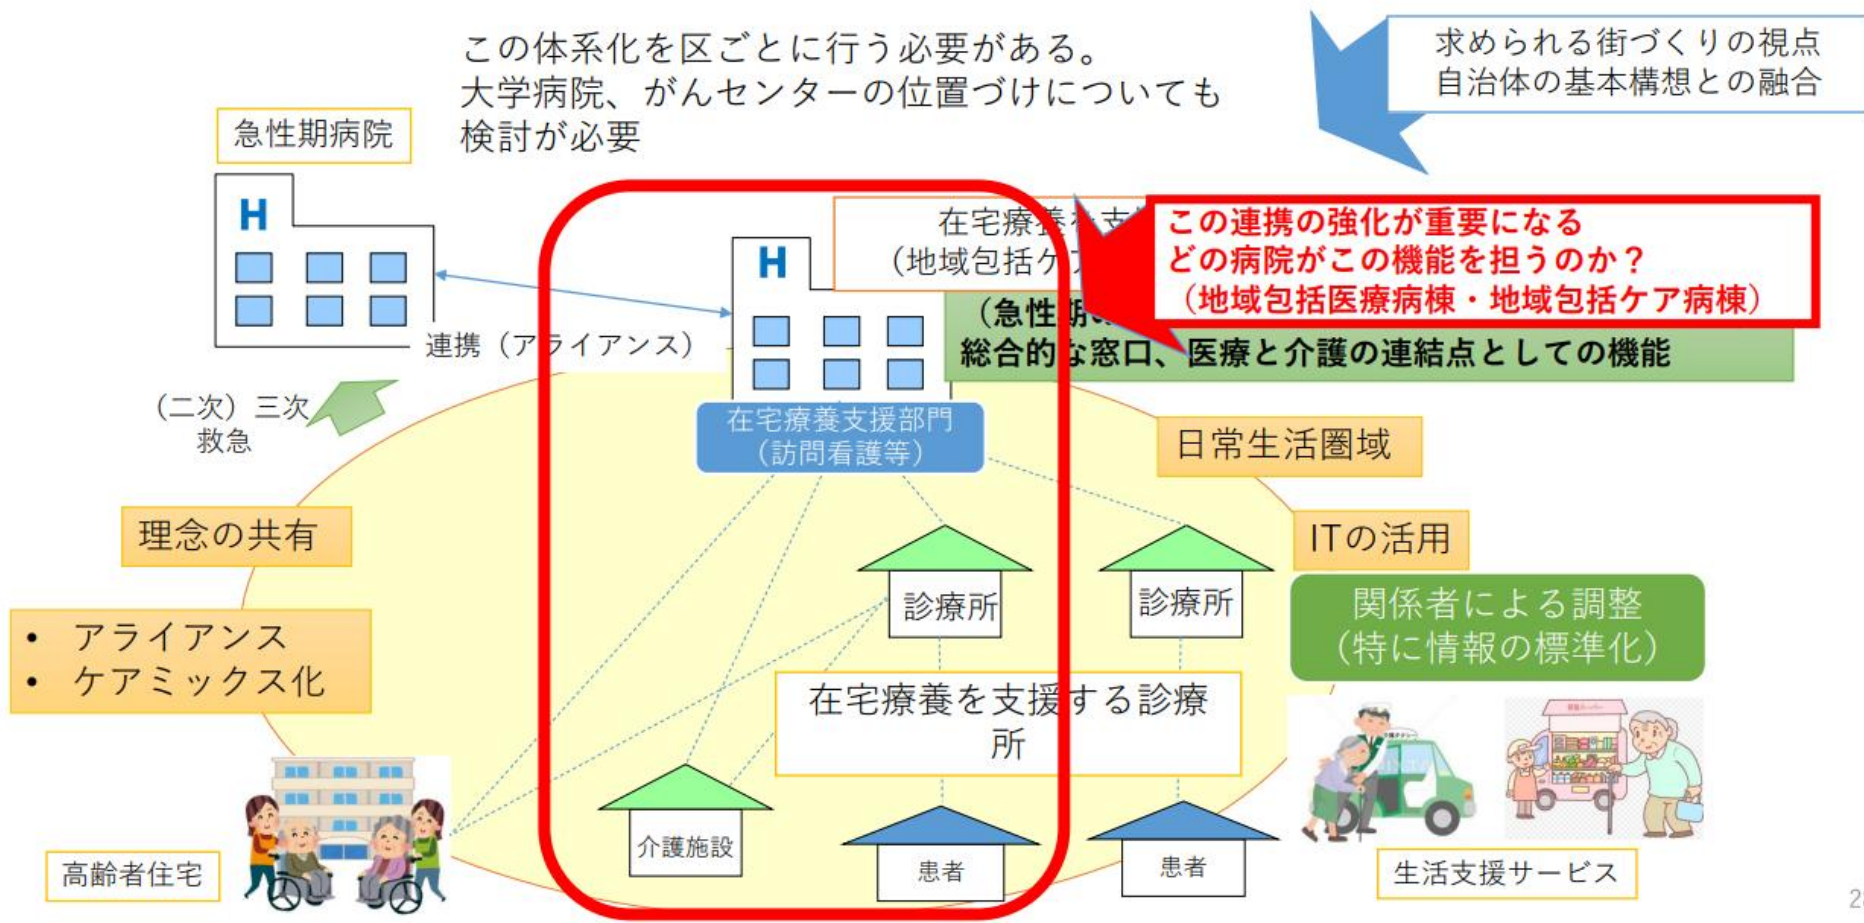 この体系化を区ごとに行う必要がある。
大学病院、がんセンターの位置づけについても
検討が必要
求められる街づくりの視点
自治体の基本構想との融合
急性期病院
H
H
在宅療養を支
(地域包括ケア
この連携の強化が重要になる
どの病院がこの機能を担うのか?
(地域包括医療病棟・地域包括ケア病棟)
(急性期
総合的な窓口、医療と介護の連結点としての機能
連携(アライアンス)
(二次)三次
救急
在宅療養支援部門
(訪問看護等)
日常生活圏域
理念の共有
ITの活用
診療所
診療所
関係者による調整
(特に情報の標準化)
• アライアンス
• ケアミックス化
在宅療養を支援する診療
所
介護施設
患者
患者
高齢者住宅
生活支援サービス